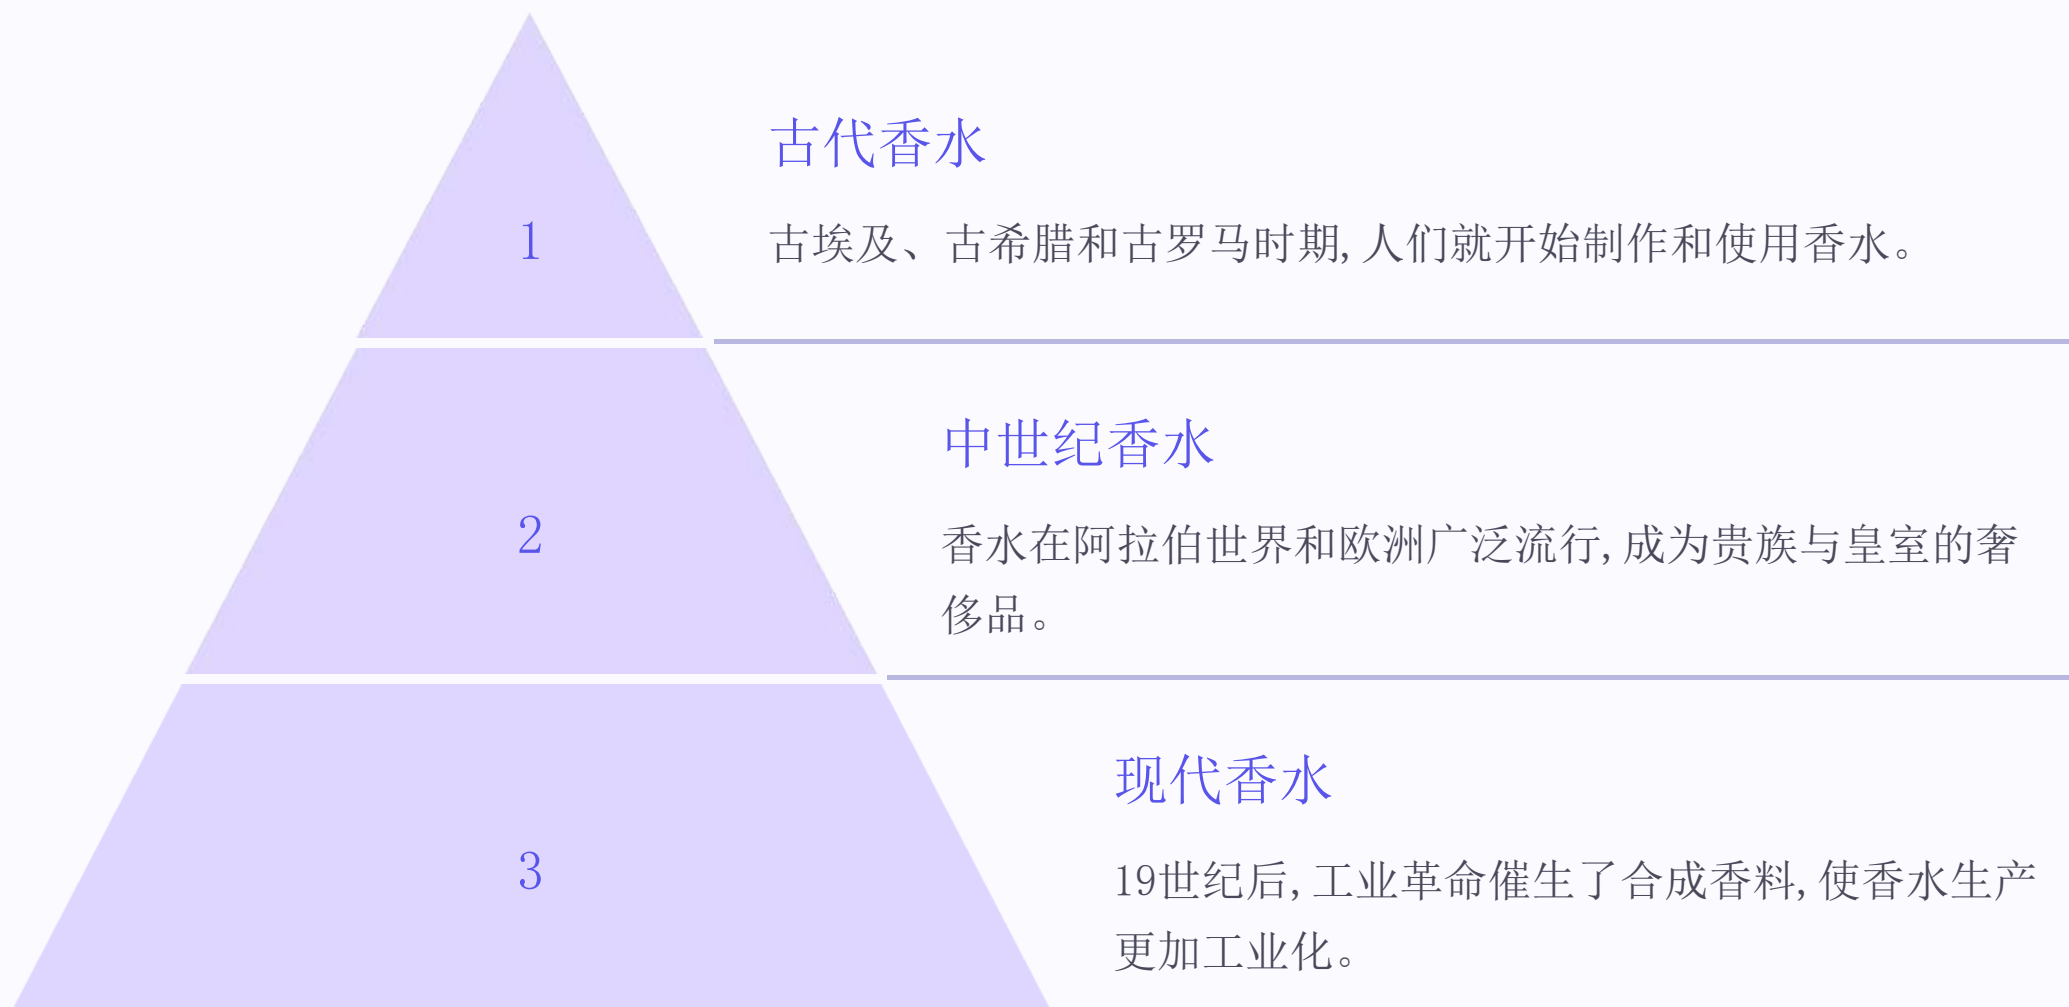 1
古代香水
古埃及、古希腊和古罗马时期,人们就开始制作和使用香水。
2
中世纪香水
香水在阿拉伯世界和欧洲广泛流行,成为贵族与皇室的奢
侈品。
3
现代香水
19世纪后,工业革命催生了合成香料,使香水生产
更加工业化。